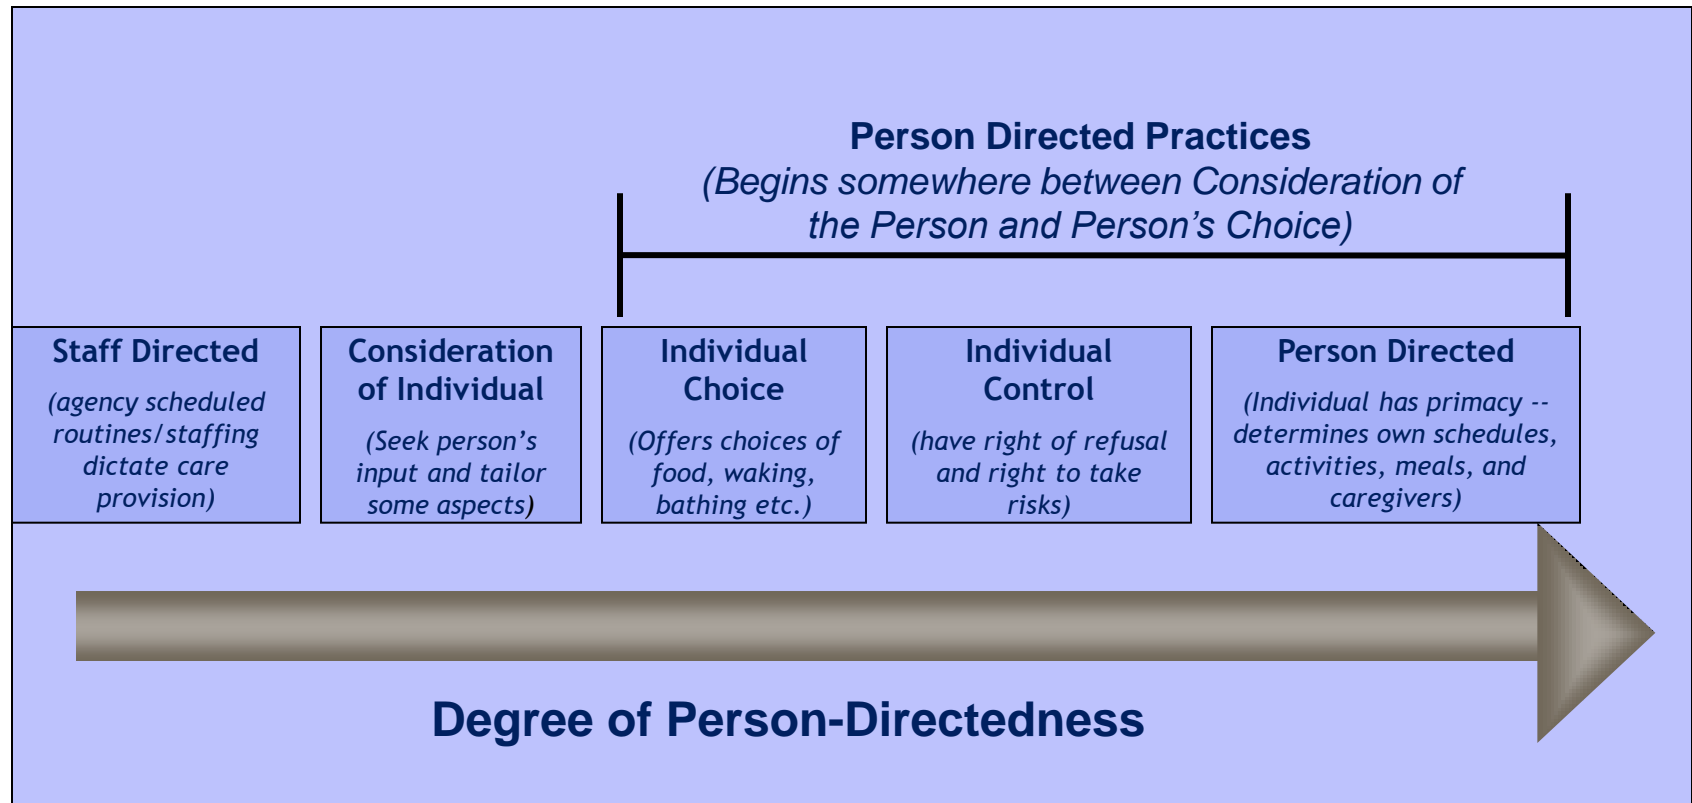 Person Directed Practices
(Begins somewhere between Consideration of
the Person and Person’s Choice)
Staff Directed
(agency scheduled
routines/staffing
dictate care
provision)
Consideration
of Individual
(Seek person’s
input and tailor
some aspects)
Individual
Choice
(Offers choices of
food, waking,
bathing etc.)
Individual
Control
(have right of refusal
and right to take
risks)
Person Directed
(Individual has primacy --
determines own schedules,
activities, meals, and
caregivers)
Degree of Person-Directedness